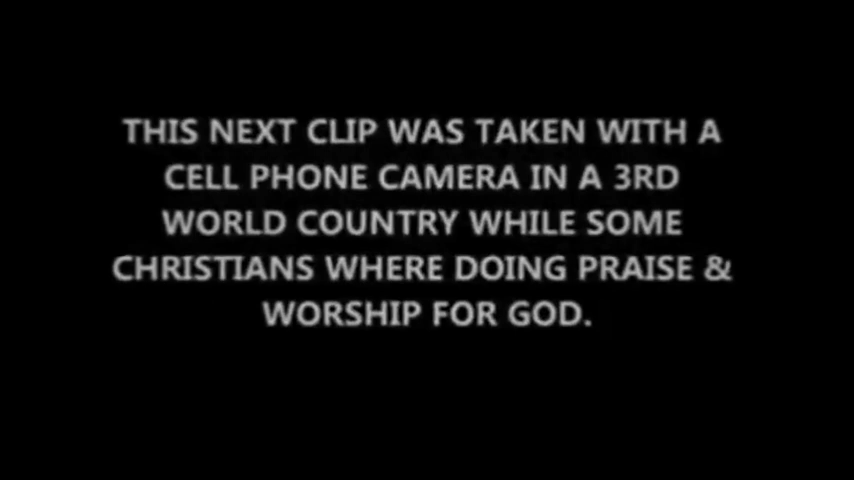 THIS NEXT CLIP WAS TAKEN WITH A
CELL PHONE CAMERA IN A 3RD
WORLD COUNTRY WHILE SOME
CHRISTIANS WHERE DOING PRAISE &
WORSHIP FOR GOD.